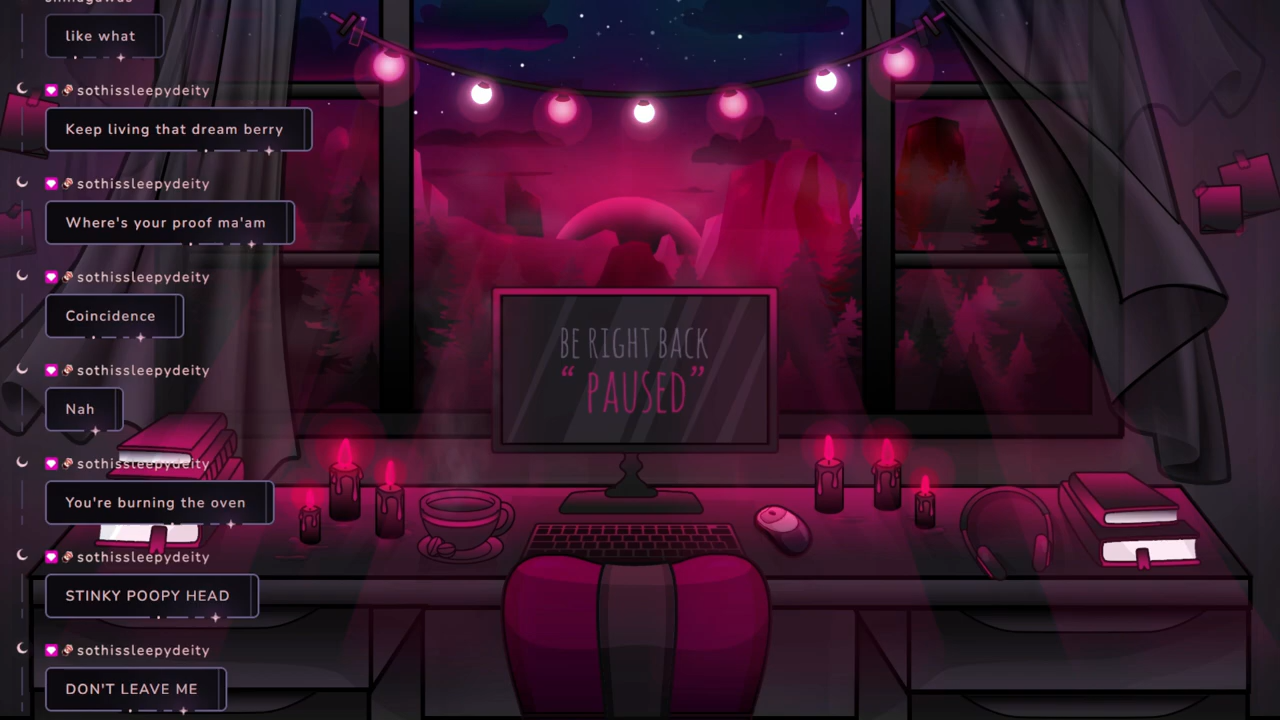 like what
sothissleepydeity
Keep living that dream berry
sothissleepydeity
Where's your proof ma'am
sothissleepydeity
Coincidence
sothissleepydeity
Nah
sothissleepydeity
You're burning the oven
sothissleepydeity
STINKY POOPY HEAD
sothissleepydeity
DON'T LEAVE ME
BE RIGHT BACK
“ PAUSED”